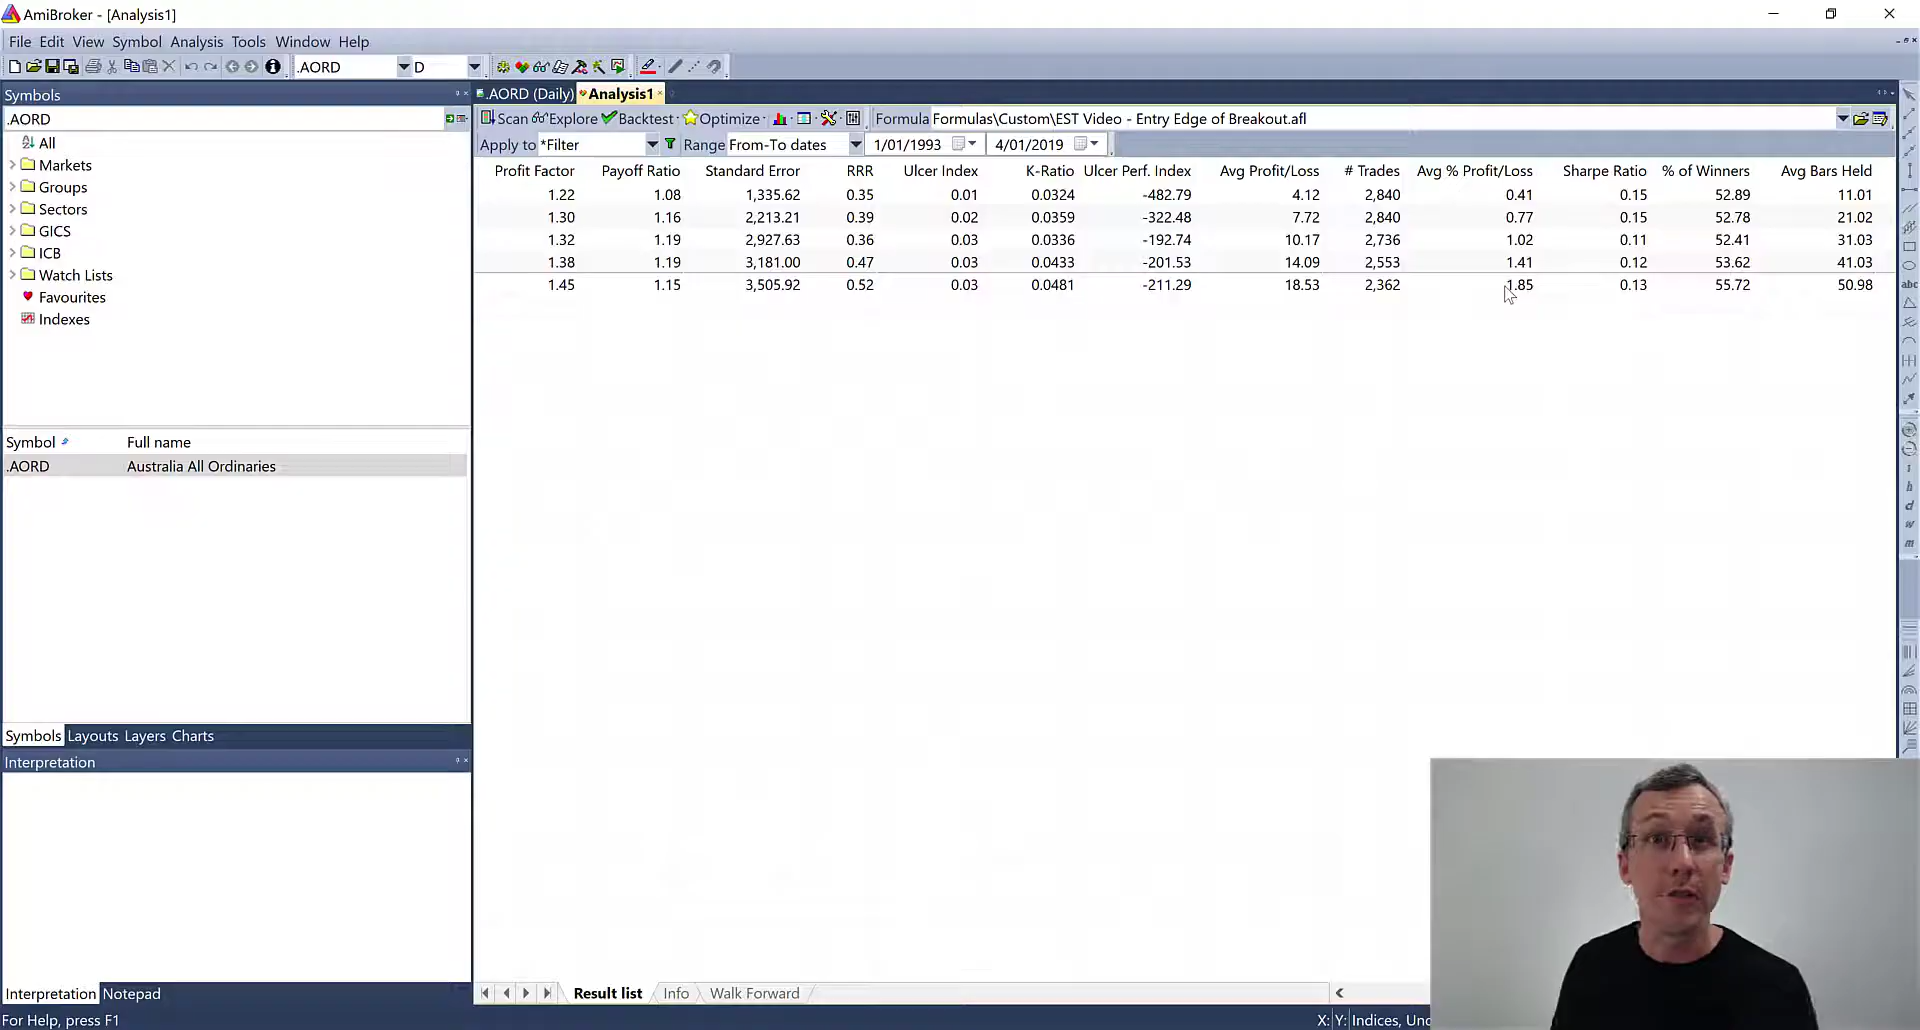 AmiBroker - [Analysis1]
File Edit View Symbol Analysis Tools Window Help
.AORD D
Symbols
.AORD
All
Markets
Groups
Sectors
GICS
ICB
Watch Lists
Favourites
Indexes
Symbol Full name
.AORD Australia All Ordinaries
Symbols Layouts Layers Charts
Interpretation
Interpretation Notepad
For Help, press F1
.AORD (Daily) Analysis1
Scan Explore Backtest Optimize Formula Formulas\Custom\EST Video - Entry Edge of Breakout.afl
Apply to *Filter Range From-To dates 1/01/1993 4/01/2019
Profit Factor Payoff Ratio Standard Error RRR Ulcer Index K-Ratio Ulcer Perf. Index Avg Profit/Loss # Trades Avg % Profit/Loss Sharpe Ratio % of Winners Avg Bars Held
1.22 1.08 1,335.62 0.35 0.01 0.0324 -482.79 4.12 2,840 0.41 0.15 52.89 11.01
1.30 1.16 2,213.21 0.39 0.02 0.0359 -322.48 7.72 2,840 0.77 0.15 52.78 21.02
1.32 1.19 2,927.63 0.36 0.03 0.0336 -192.74 10.17 2,736 1.02 0.11 52.41 31.03
1.38 1.19 3,181.00 0.47 0.03 0.0433 -201.53 14.09 2,553 1.41 0.12 53.62 41.03
1.45 1.15 3,505.92 0.52 0.03 0.0481 -211.29 18.53 2,362 1.85 0.13 55.72 50.98
Result list Info Walk Forward
X: Y: Indices, Unc
abc
1
h
d
w
m